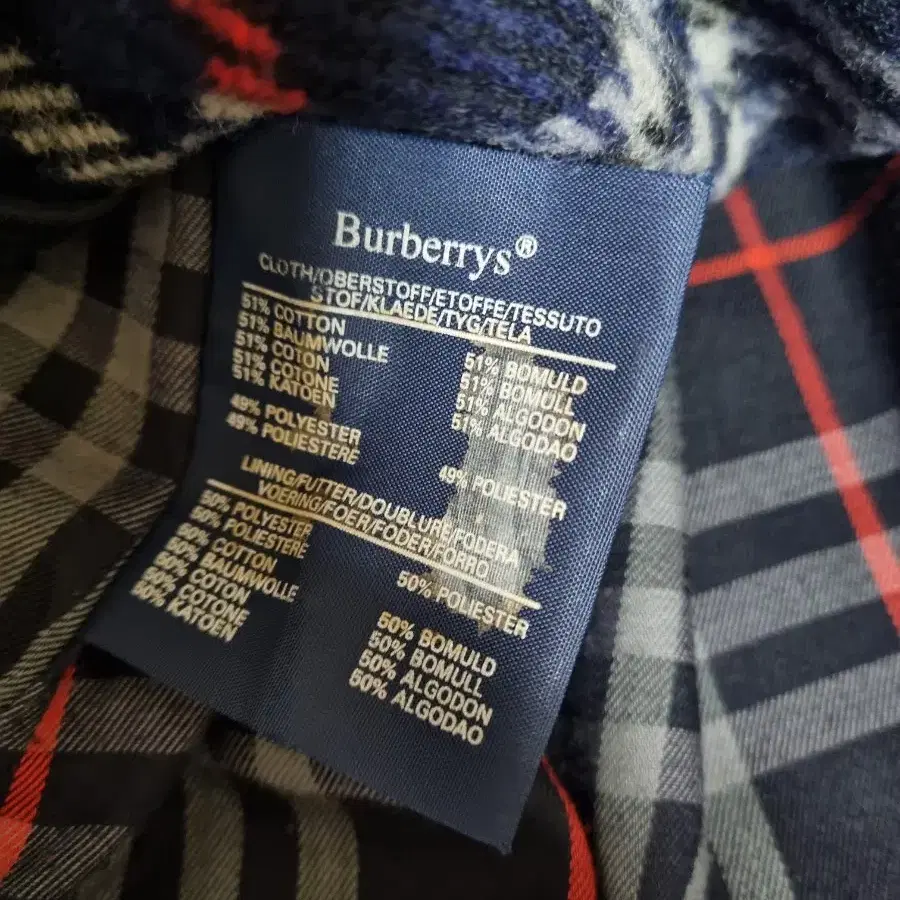 Burberrys®
CLOTH/OBERSTOFF/ETOFFE/TESSUTO
STOF/KLAEDE/TYG/TELA
51% COTTON
51% BAUMWOLLE
51% COTON
51% COTONE
51% KATOEN
49% POLYESTER
49% POLIESTERE
51% BOMULD
51% BOMULL
51% ALGODON
51% ALGODAO
49% POLIESTER
LINING/FUTTER/DOUBLURE/FODERA
VOERING/FOER/FODER/FORRO
50% POLYESTER
50% POLIESTERE
50% COTTON
50% BAUMWOLLE
50% COTON
50% COTONE
50% KATOEN
50% POLIESTER
50% BOMULD
50% BOMULL
50% ALGODON
50% ALGODAO